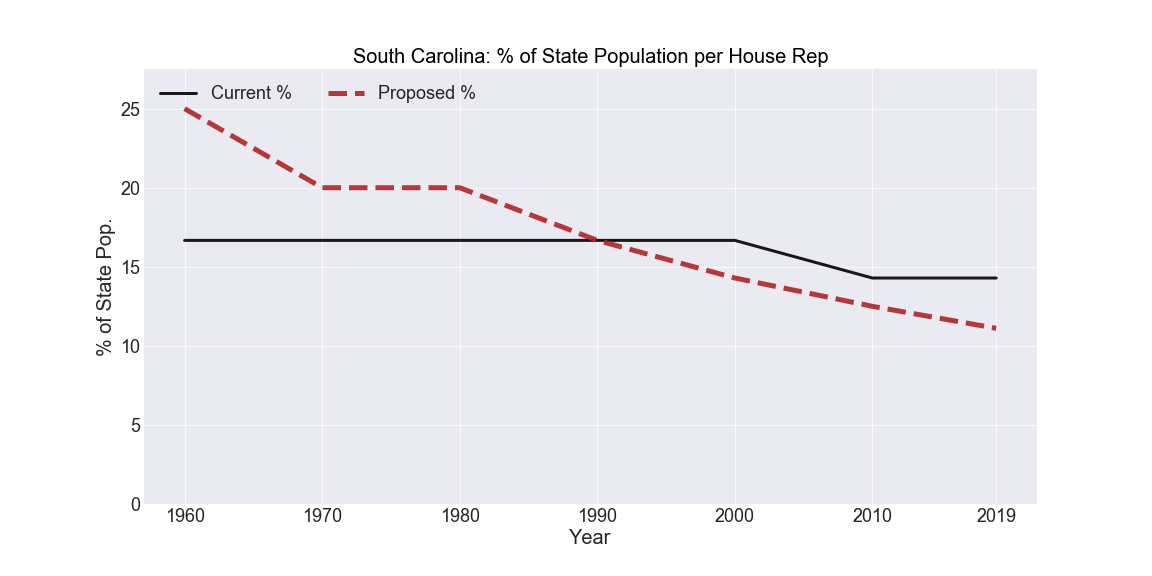 South Carolina: % of State Population per House Rep
Current % Proposed %
25
20
15
10
5
0
% of State Pop.
1960 1970 1980 1990 2000 2010 2019
Year